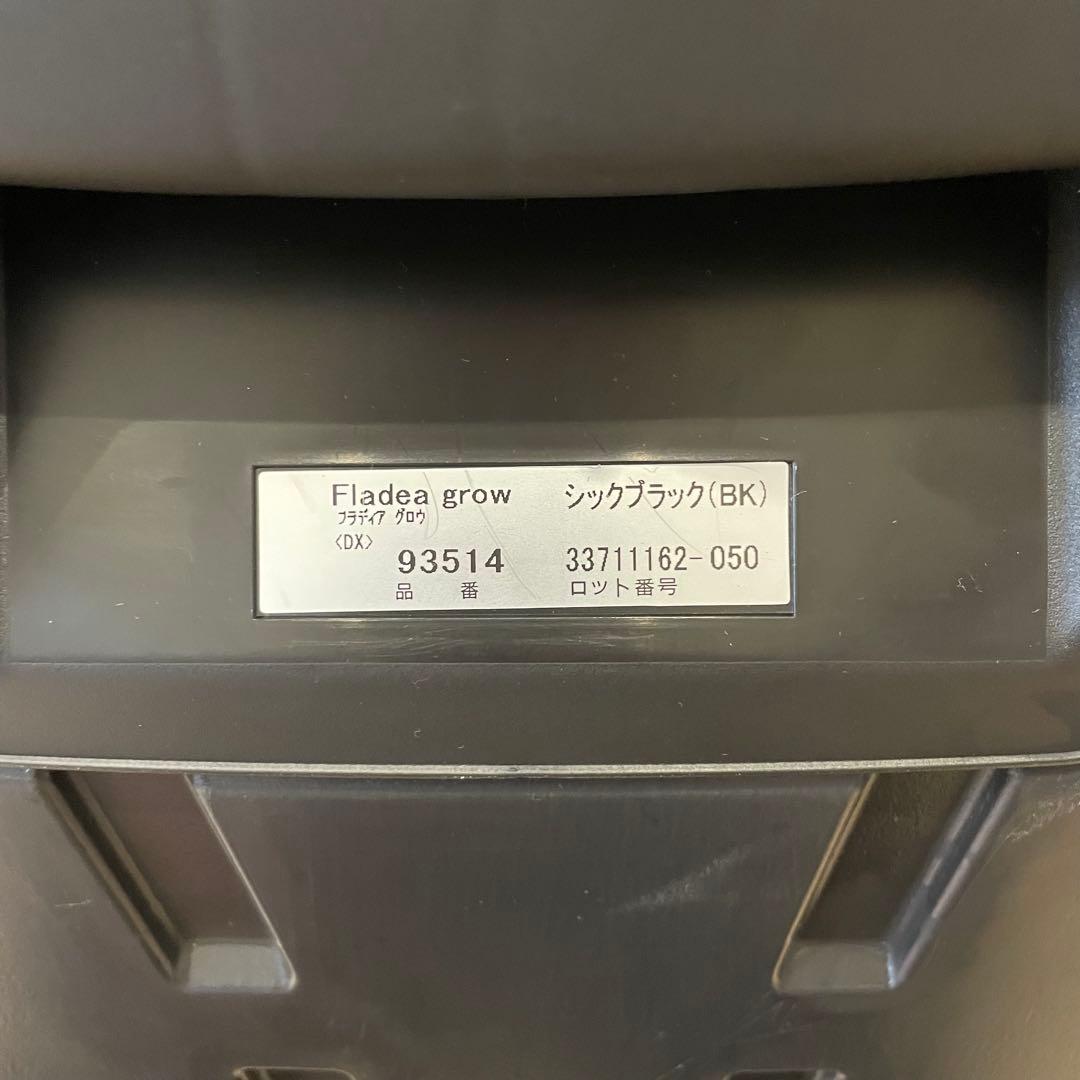 Fladea grow シックブラック(BK)
フラディア グロウ
〈DX〉
93514 33711162-050
品番 ロット番号